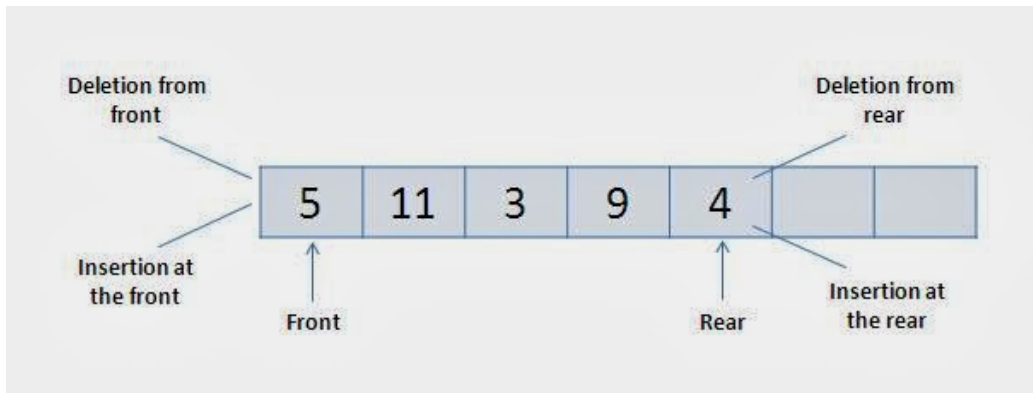 Deletion from
front
Deletion from
rear
5 11 3 9 4
Insertion at
the front
Front
Rear
Insertion at
the rear